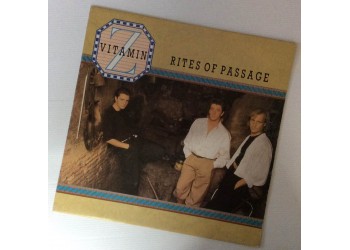 VITAMIN
Z
RITES OF PASSAGE